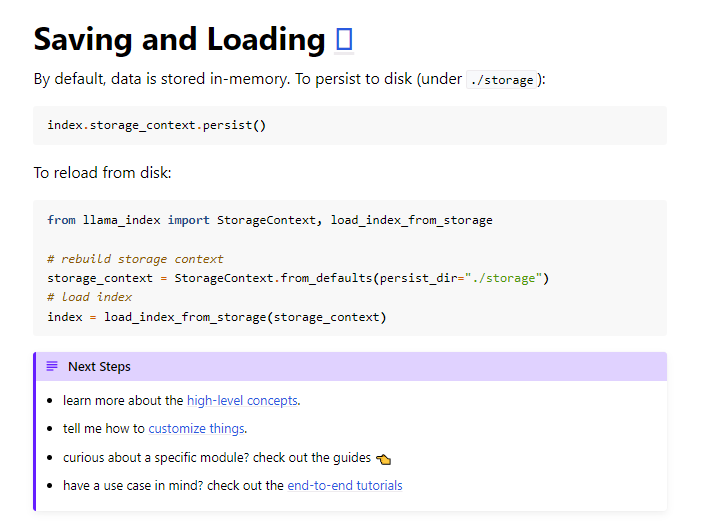 Saving and Loading
By default, data is stored in-memory. To persist to disk (under ./storage):
index.storage_context.persist()
To reload from disk:
from llama_index import StorageContext, load_index_from_storage
# rebuild storage context
storage_context = StorageContext.from_defaults(persist_dir="./storage")
# load index
index = load_index_from_storage(storage_context)
Next Steps
• learn more about the high-level concepts.
• tell me how to customize things.
• curious about a specific module? check out the guides 👈
• have a use case in mind? check out the end-to-end tutorials